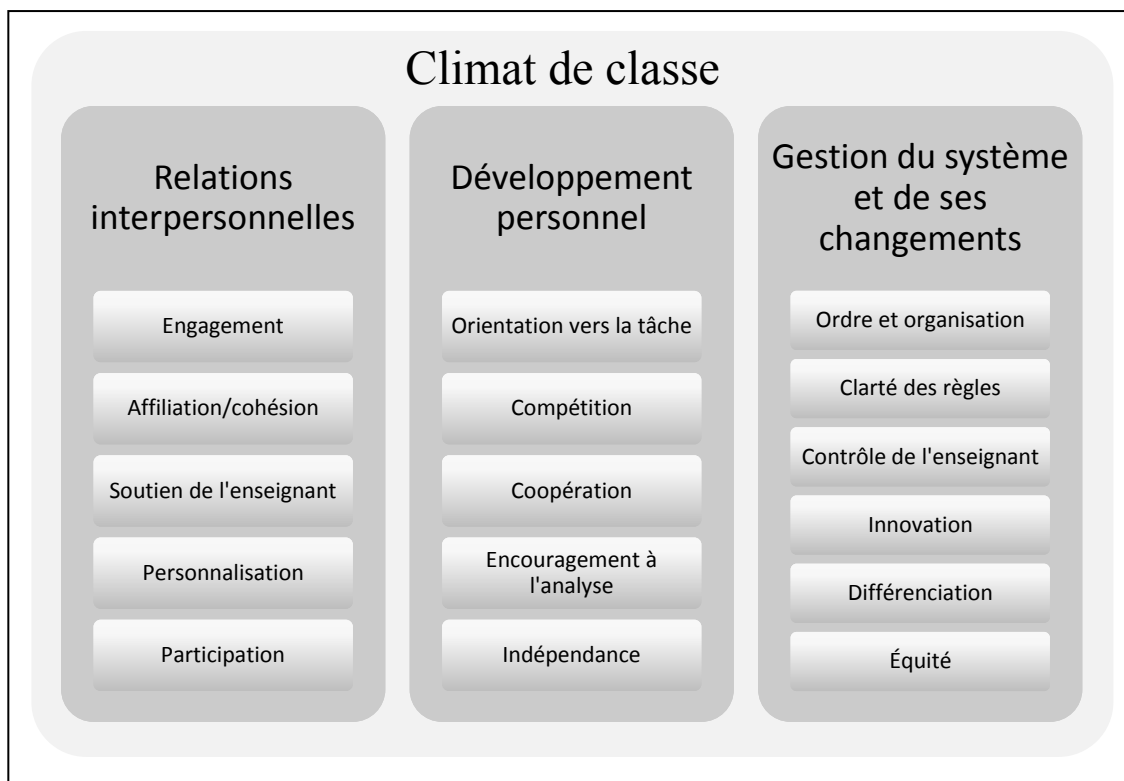 Climat de classe
Relations
interpersonnelles
Engagement
Affiliation/cohésion
Soutien de l'enseignant
Personnalisation
Participation
Développement
personnel
Orientation vers la tâche
Compétition
Coopération
Encouragement à
l'analyse
Indépendance
Gestion du système
et de ses
changements
Ordre et organisation
Clarté des règles
Contrôle de l'enseignant
Innovation
Différenciation
Équité